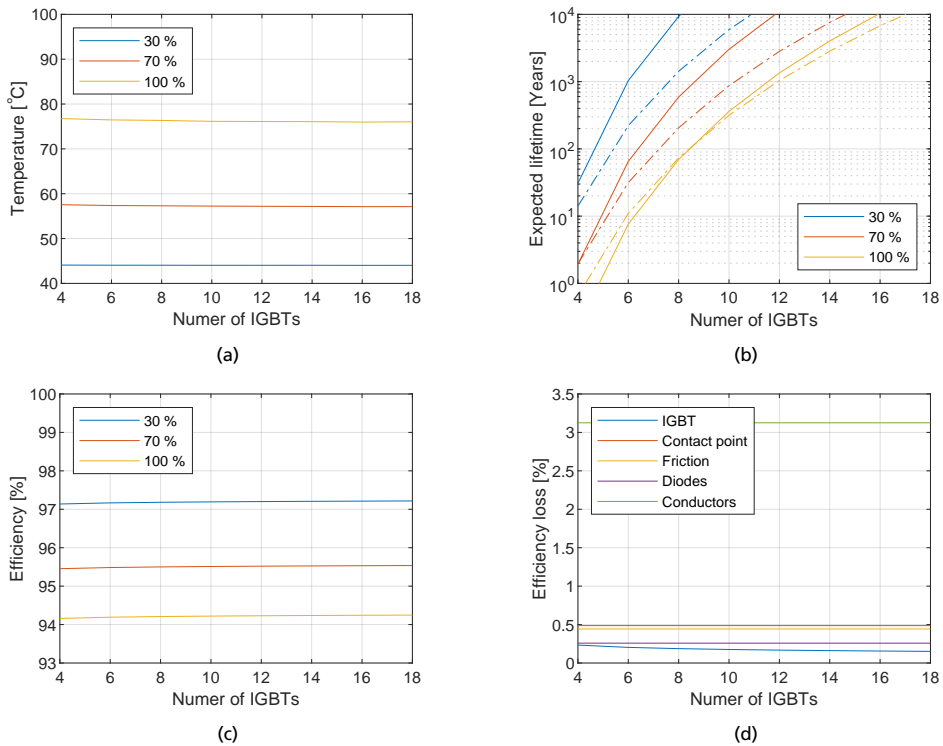 100
90
80
70
60
50
40
4 6 8 10 12 14 16 18
Temperature [°C]
Numer of IGBTs
30 %
70 %
100 %
(a)
10^4
10^3
10^2
10^1
10^0
4 6 8 10 12 14 16 18
Expected lifetime [Years]
Numer of IGBTs
30 %
70 %
100 %
(b)
100
99
98
97
96
95
94
93
4 6 8 10 12 14 16 18
Efficiency [%]
Numer of IGBTs
30 %
70 %
100 %
(c)
3.5
3
2.5
2
1.5
1
0.5
0
4 6 8 10 12 14 16 18
Efficiency loss [%]
Numer of IGBTs
IGBT
Contact point
Friction
Diodes
Conductors
(d)